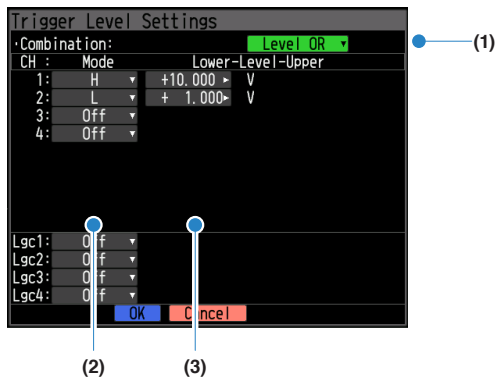 Trigger Level Settings
·Combination: Level OR ▼ (1)
CH : Mode Lower-Level-Upper
1: H ▼ +10.000 ▶ V
2: L ▼ + 1.000▶ V
3: Off ▼
4: Off ▼
Lgc1: Off ▼
Lgc2: Off ▼
Lgc3: Off ▼
Lgc4: Off ▼
OK Cancel
(2) (3)